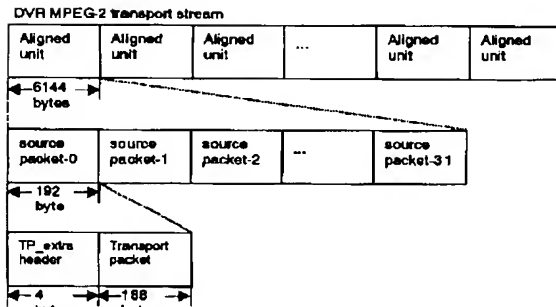 DVR MPEG-2 transport stream
Aligned unit Aligned unit Aligned unit ... Aligned unit Aligned unit
6144 bytes
source packet-0 source packet-1 source packet-2 ... source packet-31
192 byte
TP_extra header Transport packet
4 188